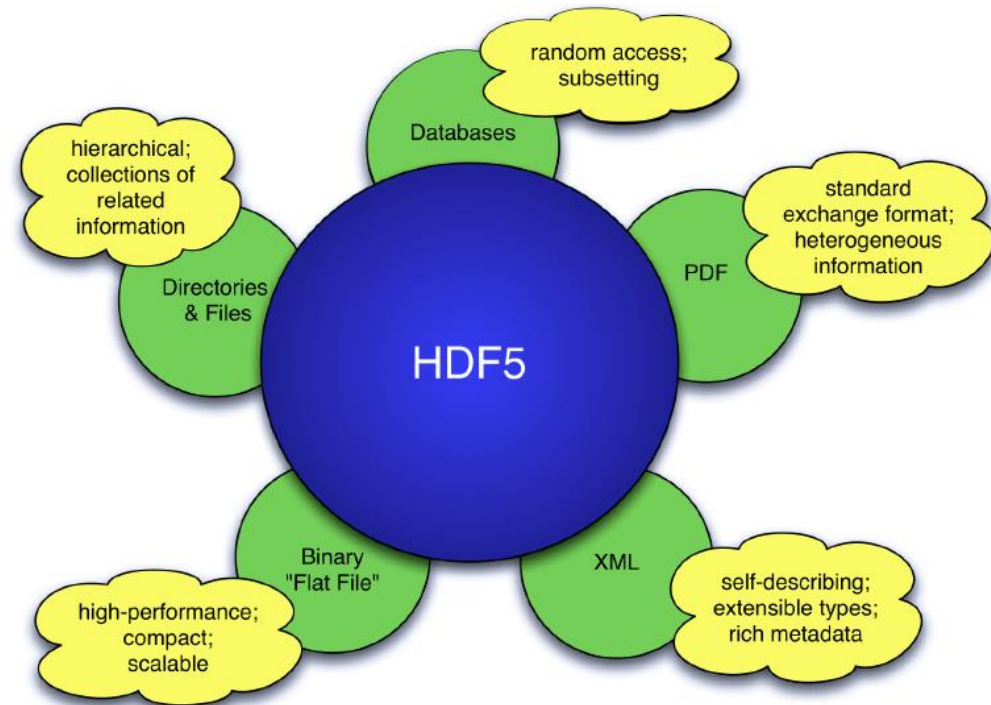 random access;
subsetting
Databases
hierarchical;
collections of
related
information
standard
exchange format;
heterogeneous
information
Directories
& Files
PDF
HDF5
Binary
"Flat File"
XML
high-performance;
compact;
scalable
self-describing;
extensible types;
rich metadata